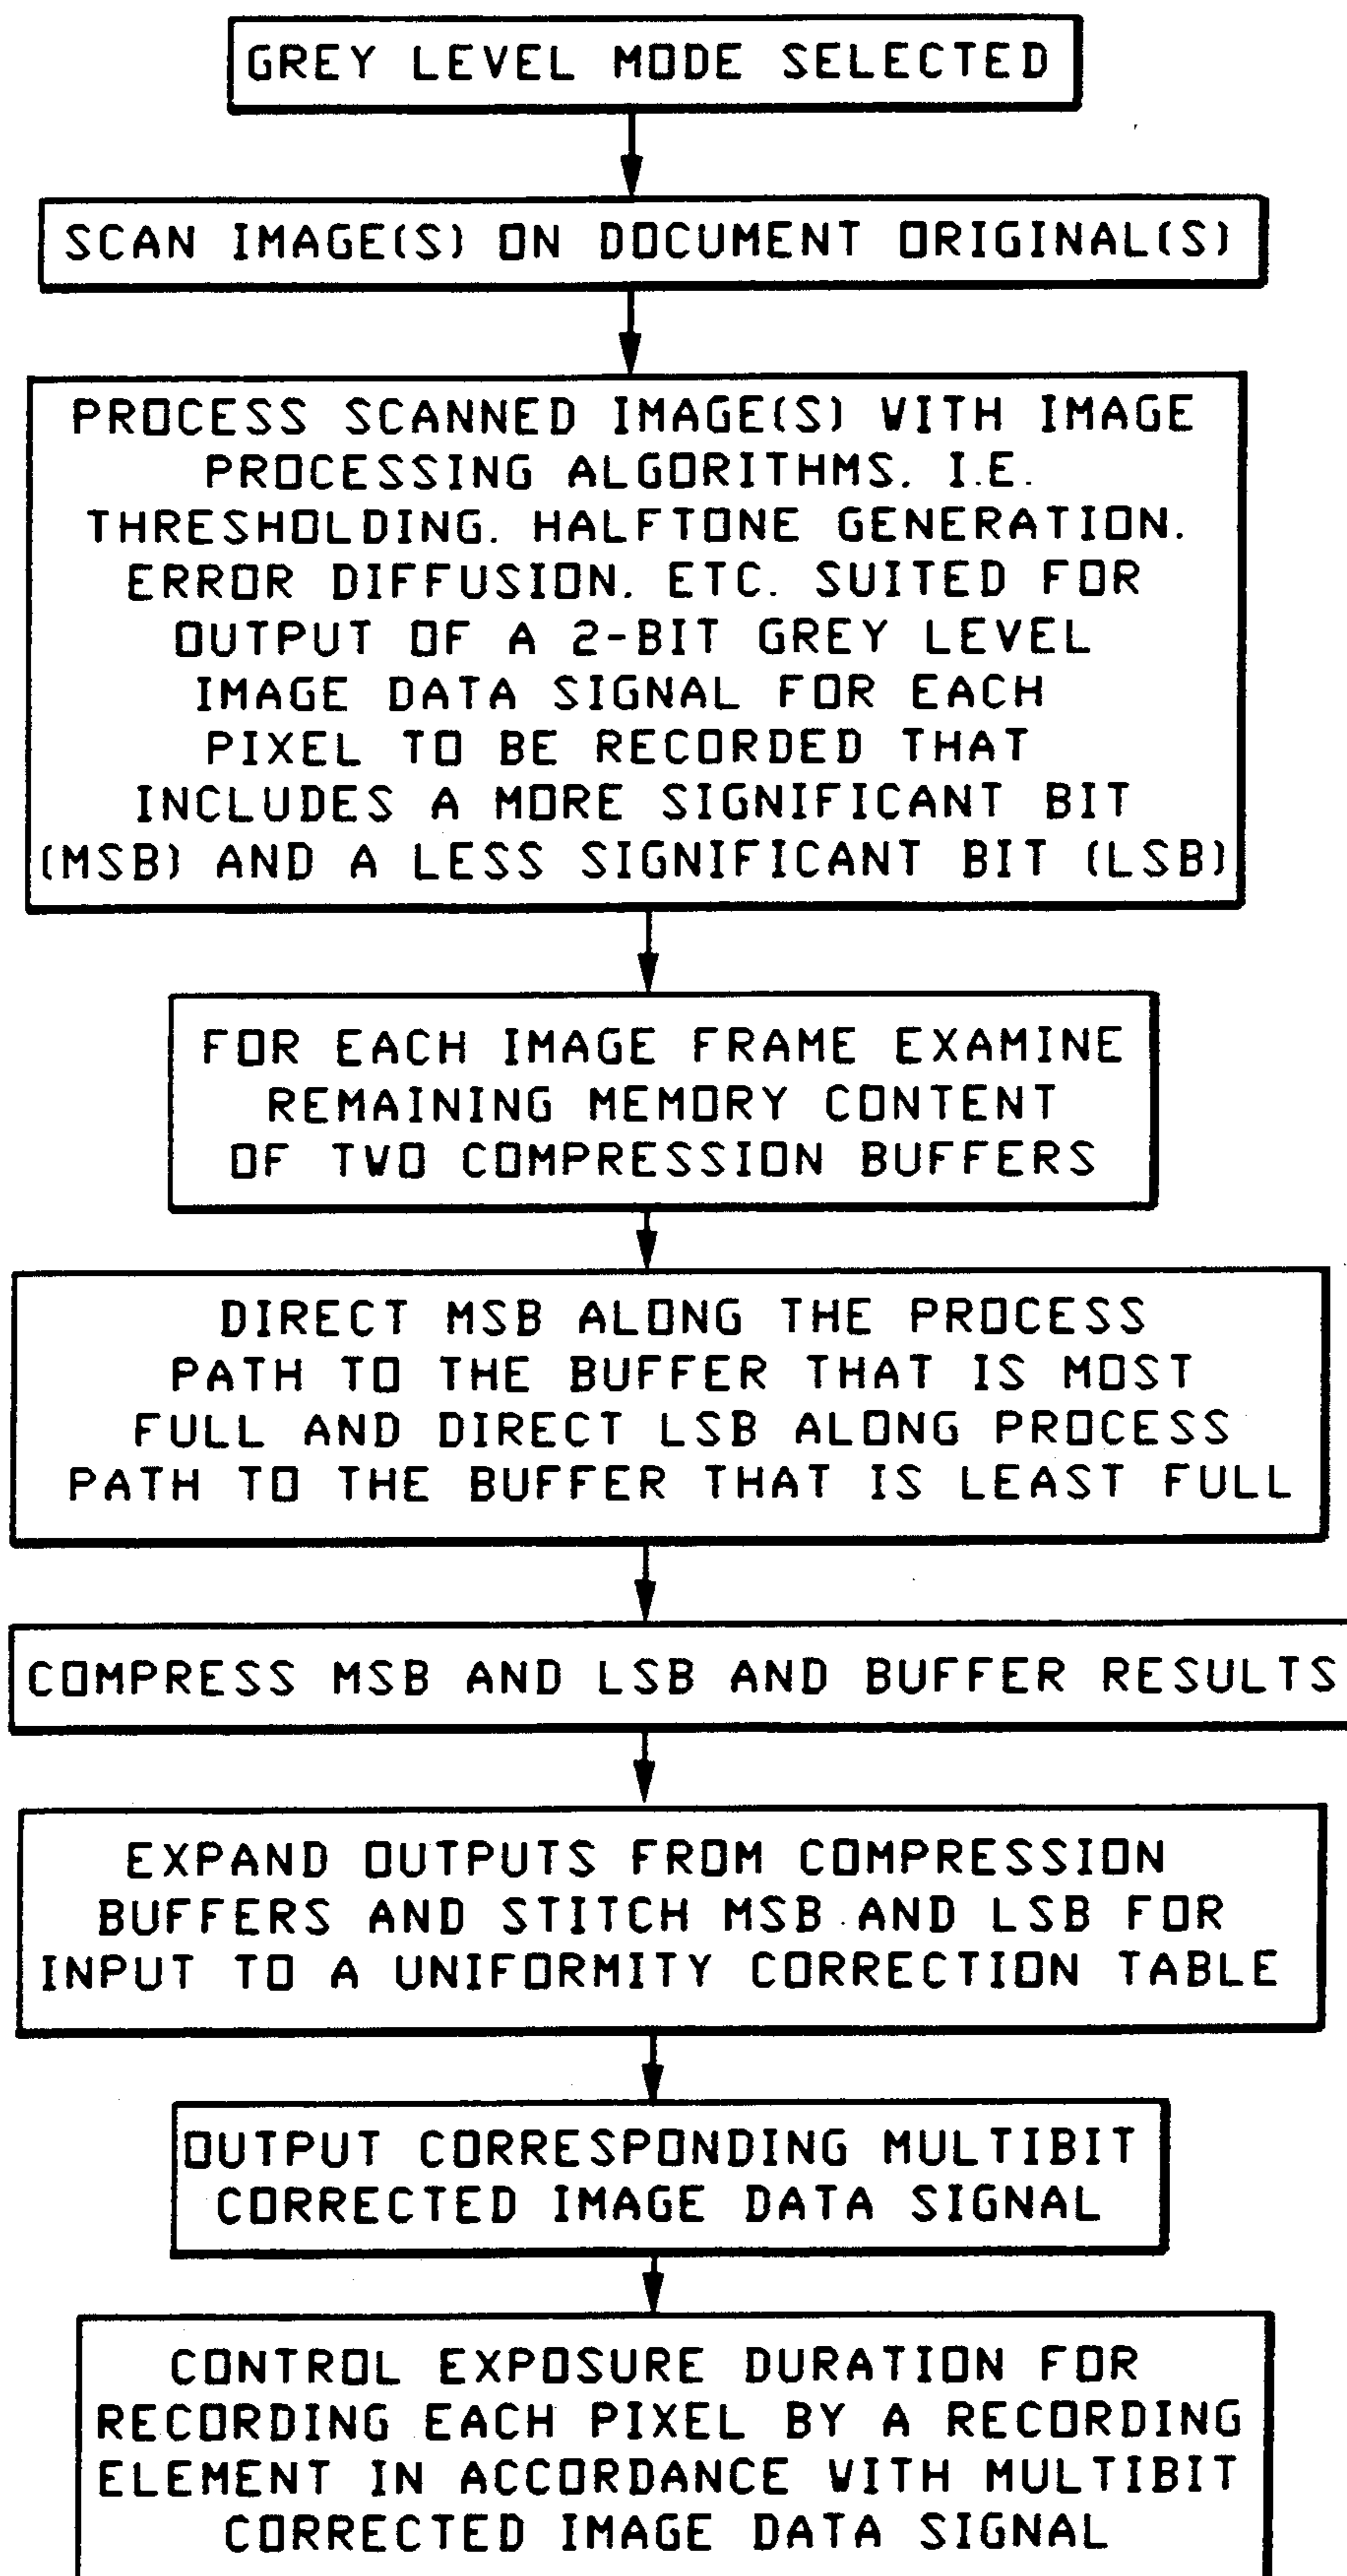 GREY LEVEL MODE SELECTED
SCAN IMAGE(S) ON DOCUMENT ORIGINAL(S)
PROCESS SCANNED IMAGE(S) WITH IMAGE
PROCESSING ALGORITHMS. I.E.
THRESHOLDING. HALFTONE GENERATION.
ERROR DIFFUSION. ETC. SUITED FOR
OUTPUT OF A 2-BIT GREY LEVEL
IMAGE DATA SIGNAL FOR EACH
PIXEL TO BE RECORDED THAT
INCLUDES A MORE SIGNIFICANT BIT
(MSB) AND A LESS SIGNIFICANT BIT (LSB)
FOR EACH IMAGE FRAME EXAMINE
REMAINING MEMORY CONTENT
OF TWO COMPRESSION BUFFERS
DIRECT MSB ALONG THE PROCESS
PATH TO THE BUFFER THAT IS MOST
FULL AND DIRECT LSB ALONG PROCESS
PATH TO THE BUFFER THAT IS LEAST FULL
COMPRESS MSB AND LSB AND BUFFER RESULTS
EXPAND OUTPUTS FROM COMPRESSION
BUFFERS AND STITCH MSB AND LSB FOR
INPUT TO A UNIFORMITY CORRECTION TABLE
OUTPUT CORRESPONDING MULTIBIT
CORRECTED IMAGE DATA SIGNAL
CONTROL EXPOSURE DURATION FOR
RECORDING EACH PIXEL BY A RECORDING
ELEMENT IN ACCORDANCE WITH MULTIBIT
CORRECTED IMAGE DATA SIGNAL